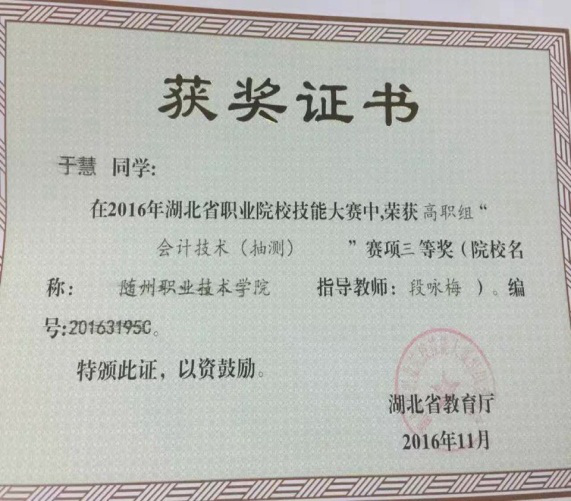 获奖证书
于慧 同学:
在2016年湖北省职业院校技能大赛中,荣获高职组“
会计技术（抽测） ”赛项三等奖（院校名
称: 随州职业技术学院 指导教师: 段咏梅 ）。编
号:20163195C。
特颁此证，以资鼓励。
湖北省教育厅
2016年11月